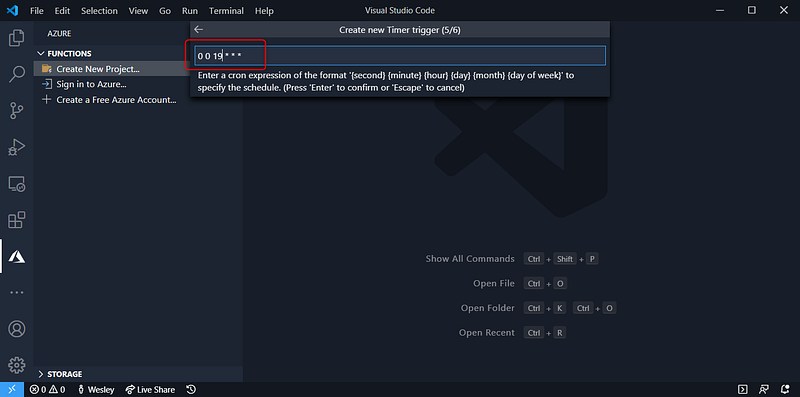 File Edit Selection View Go Run Terminal Help Visual Studio Code
AZURE
FUNCTIONS
Create New Project...
Sign in to Azure...
Create a Free Azure Account...
Create new Timer trigger (5/6)
0 0 19 * * *
Enter a cron expression of the format '{second} {minute} {hour} {day} {month} {day of week}' to
specify the schedule. (Press 'Enter' to confirm or 'Escape' to cancel)
Show All Commands Ctrl + Shift + P
Open File Ctrl + O
Open Folder Ctrl + K Ctrl + O
Open Recent Ctrl + R
STORAGE
0 0 Wesley Live Share